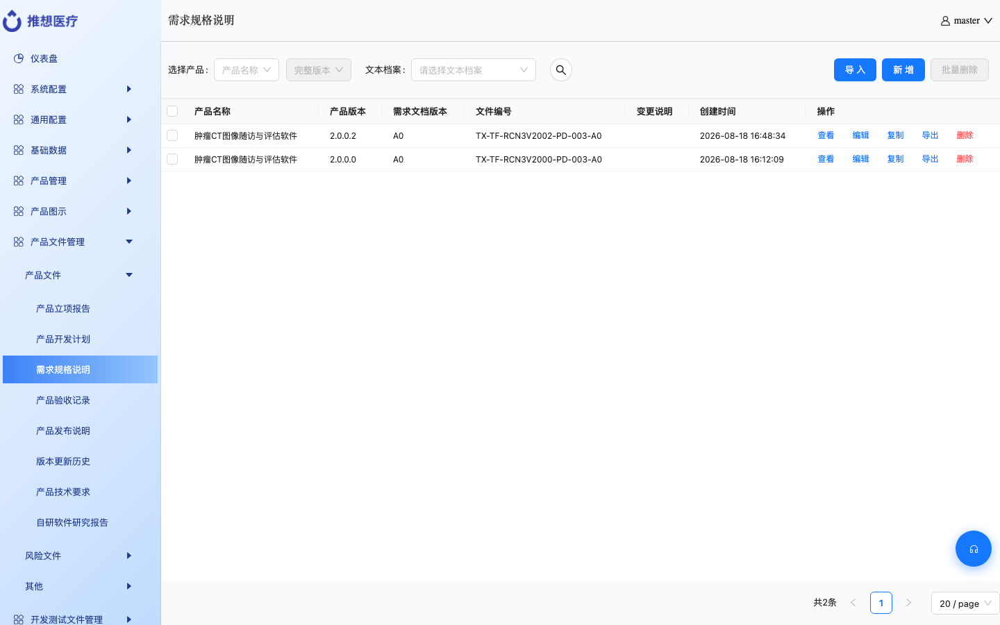 推想医疗
需求规格说明
master
仪表盘
系统配置
通用配置
基础数据
产品管理
产品图示
产品文件管理
产品文件
产品立项报告
产品开发计划
需求规格说明
产品验收记录
产品发布说明
版本更新历史
产品技术要求
自研软件研究报告
风险文件
其他
开发测试文件管理
选择产品: 产品名称 完整版本 文本档案: 请选择文本档案 导 入 新 增 批量删除
产品名称 产品版本 需求文档版本 文件编号 变更说明 创建时间 操作
肿瘤CT图像随访与评估软件 2.0.0.2 A0 TX-TF-RCN3V2002-PD-003-A0 2026-08-18 16:48:34 查看 编辑 复制 导出 删除
肿瘤CT图像随访与评估软件 2.0.0.0 A0 TX-TF-RCN3V2000-PD-003-A0 2026-08-18 16:12:09 查看 编辑 复制 导出 删除
共2条 1 20 / page